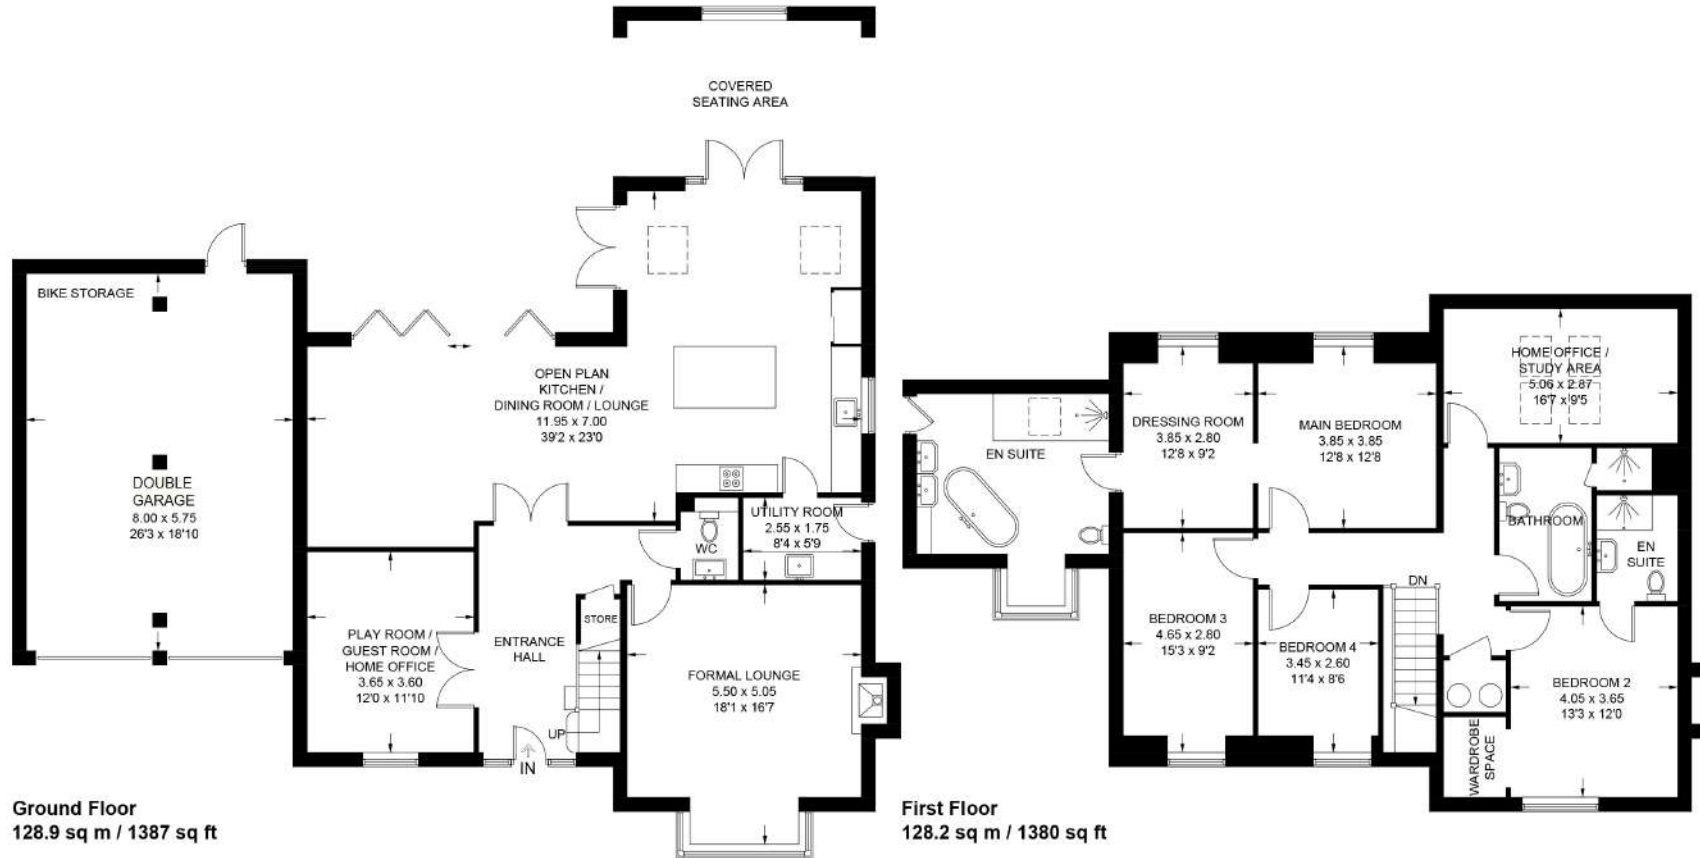 COVERED
SEATING AREA
BIKE STORAGE
OPEN PLAN
KITCHEN /
DINING ROOM / LOUNGE
11.95 x 7.00
39'2 x 23'0
DOUBLE
GARAGE
8.00 x 5.75
26'3 x 18'10
UTILITY ROOM
2.55 x 1.75
8'4 x 5'9
WC
STORE
PLAY ROOM /
GUEST ROOM /
HOME OFFICE
3.65 x 3.60
12'0 x 11'10
ENTRANCE
HALL
FORMAL LOUNGE
5.50 x 5.05
18'1 x 16'7
UP
IN
Ground Floor
128.9 sq m / 1387 sq ft
HOME OFFICE /
STUDY AREA
5.06 x 2.87
16'7 x 9'5
DRESSING ROOM
3.85 x 2.80
12'8 x 9'2
MAIN BEDROOM
3.85 x 3.85
12'8 x 12'8
EN SUITE
BATHROOM
EN
SUITE
DN
BEDROOM 3
4.65 x 2.80
15'3 x 9'2
BEDROOM 4
3.45 x 2.60
11'4 x 8'6
BEDROOM 2
4.05 x 3.65
13'3 x 12'0
WARDROBE
SPACE
First Floor
128.2 sq m / 1380 sq ft